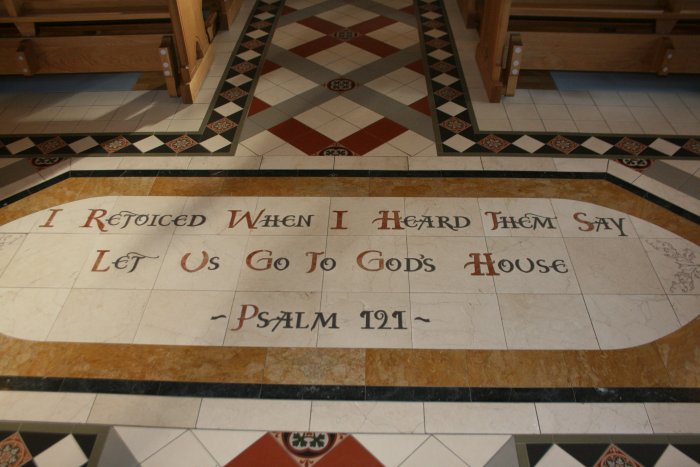 I Rejoiced When I Heard Them Say
Let Us Go To God's House
~ Psalm 121 ~